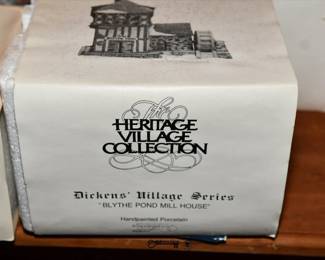 The
HERITAGE
VILLAGE
COLLECTION
Dickens' Village Series
"BLYTHE POND MILL HOUSE"
Handpainted Porcelain